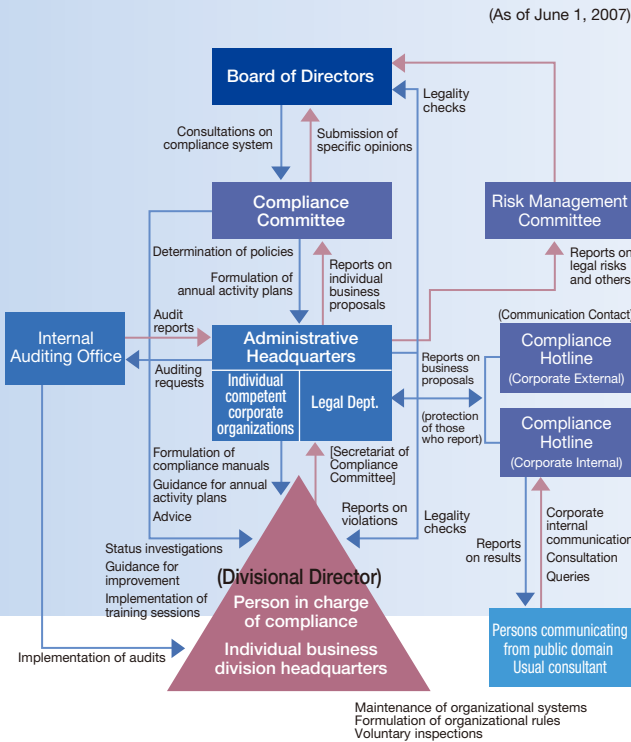 (As of June 1, 2007)
Board of Directors
Legality
checks
Consultations on
compliance system
Submission of
specific opinions
Compliance
Committee
Risk Management
Committee
Determination of policies
Formulation of
annual activity plans
Reports on
individual
business
proposals
Reports on
legal risks
and others
Internal
Auditing Office
Audit
reports
Auditing
requests
Administrative
Headquarters
Individual
competent
corporate
organizations
Legal Dept.
Reports on
business
proposals
(protection
of those
who report)
(Communication Contact)
Compliance
Hotline
(Corporate External)
Compliance
Hotline
(Corporate Internal)
Formulation of
compliance manuals
Guidance for annual
activity plans
Advice
[Secretariat of
Compliance
Committee]
Reports on
violations
Legality
checks
Reports
on results
Corporate
internal
communication
Consultation
Queries
Status investigations
Guidance for
improvement
Implementation of
training sessions
(Divisional Director)
Person in charge
of compliance
Individual business
division headquarters
Implementation of audits
Persons communicating
from public domain
Usual consultant
Maintenance of organizational systems
Formulation of organizational rules
Voluntary inspections